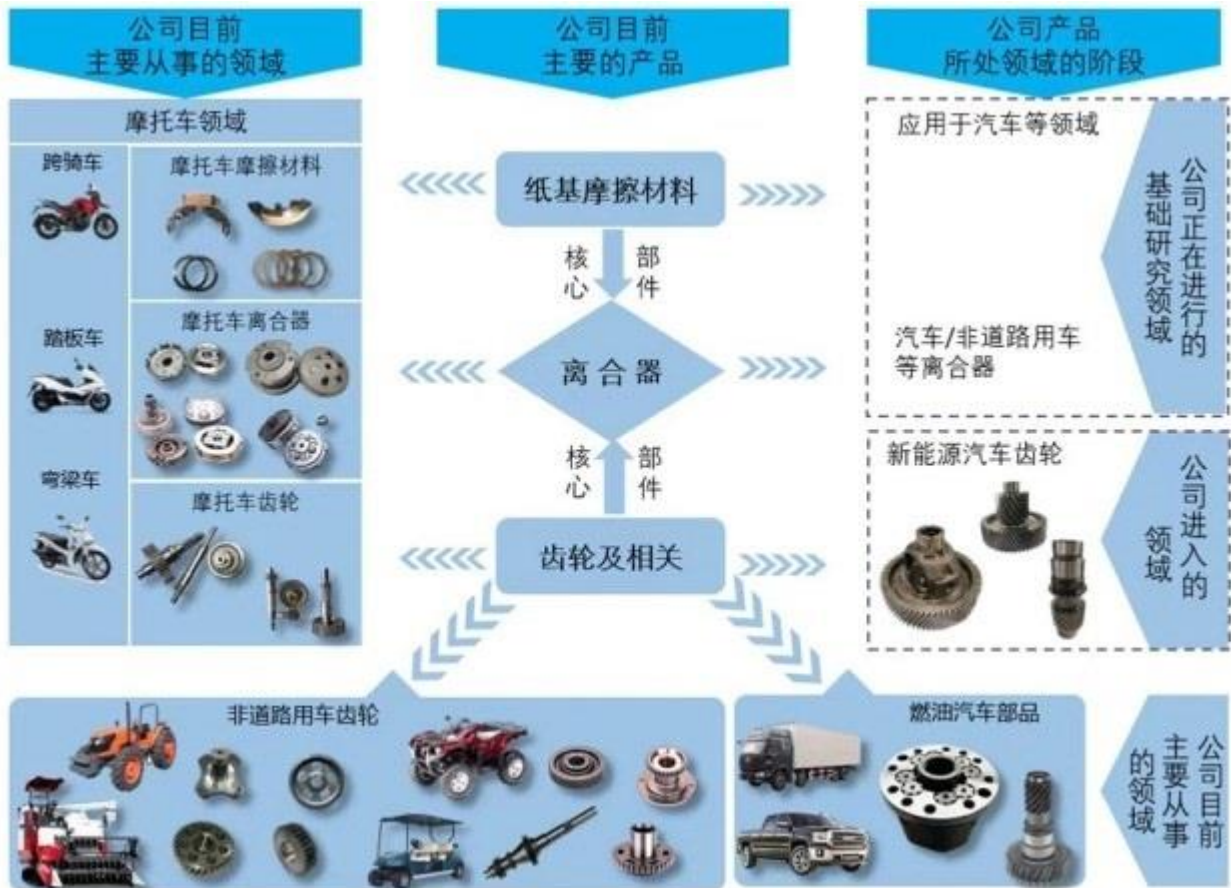 公司目前
主要从事的领域
公司目前
主要的产品
公司产品
所处领域的阶段
摩托车领域
跨骑车
摩托车摩擦材料
踏板车
摩托车离合器
弯梁车
摩托车齿轮
纸基摩擦材料
核心
部件
离合器
核心
部件
齿轮及相关
应用于汽车等领域
汽车/非道路用车
等离合器
公司正在进行的
基础研究领域
新能源汽车齿轮
公司进入的
领域
非道路用车齿轮
燃油汽车部品
公司目前
主要从事
的领域